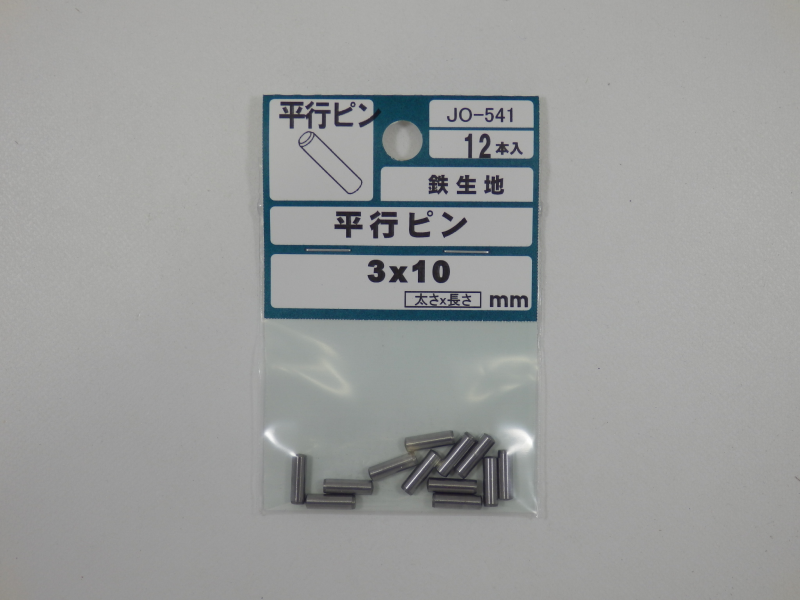 平行ピン
JO-541
12本入
鉄生地
平行ピン
3x10
太さx長さ mm